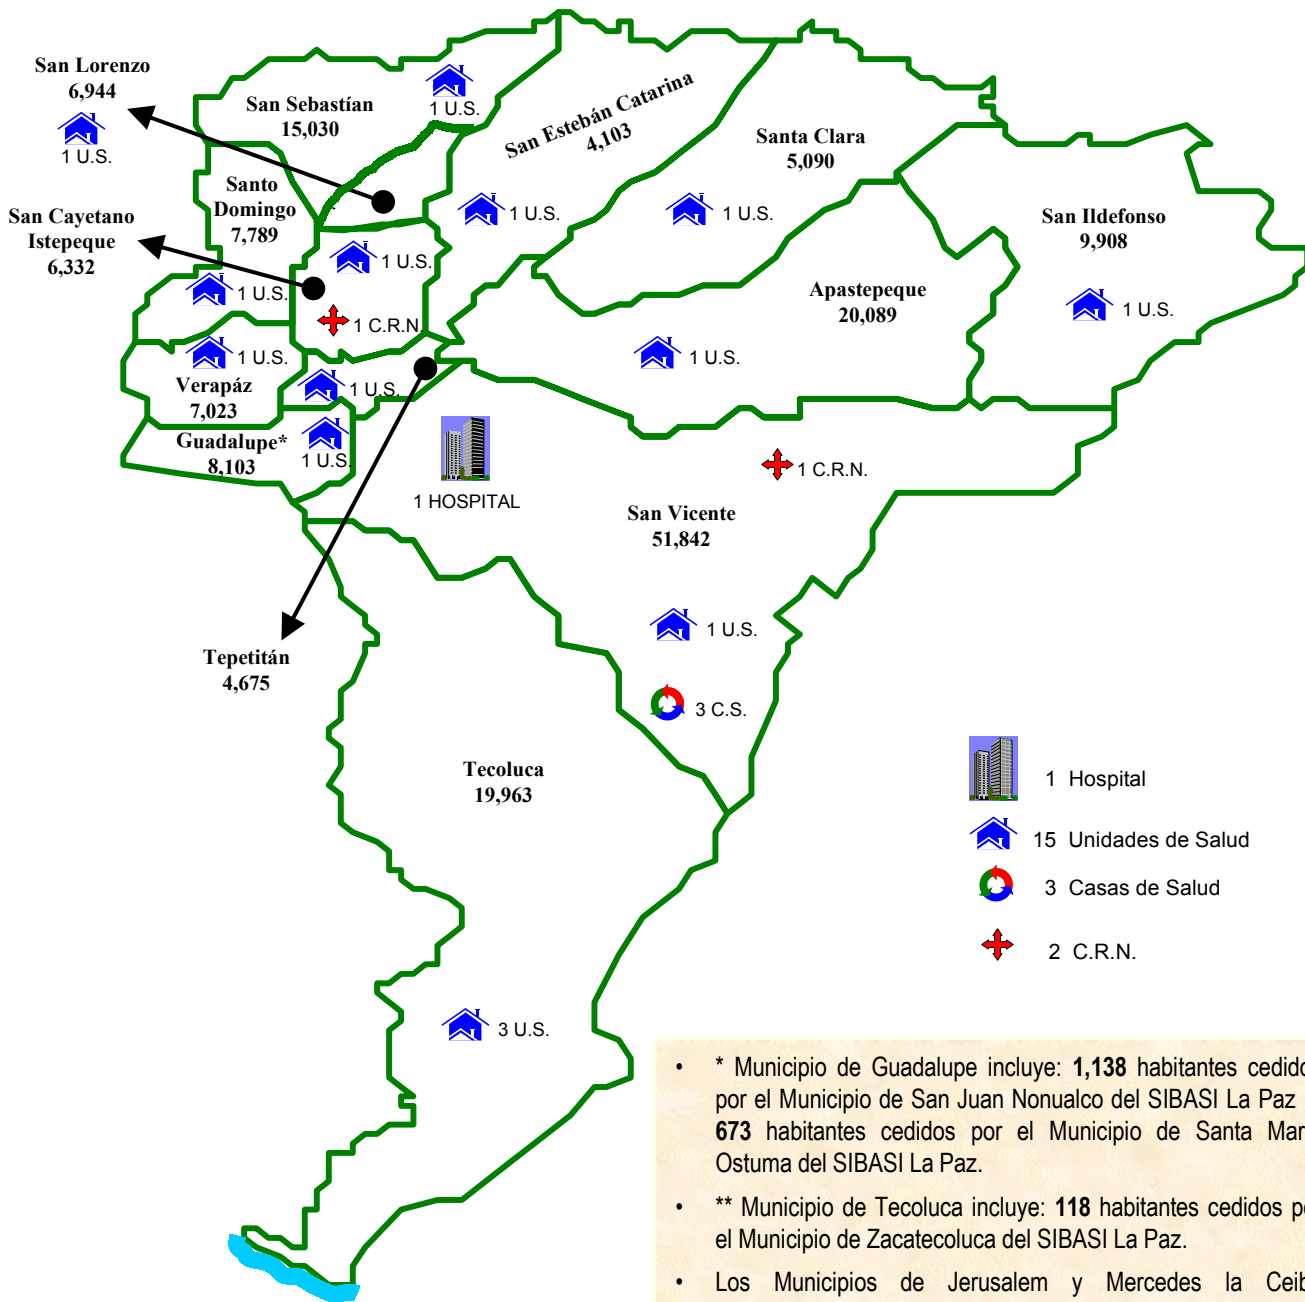 San Lorenzo
6,944
1 U.S.
San Sebastían
15,030
1 U.S.
San Estebán Catarina
4,103
1 U.S.
Santa Clara
5,090
1 U.S.
Santo
Domingo
7,789
1 U.S.
San Cayetano
Istepeque
6,332
1 U.S.
1 C.R.N.
San Ildefonso
9,908
1 U.S.
Apastepeque
20,089
1 U.S.
Verapáz
7,023
1 U.S.
1 U.S.
Guadalupe*
8,103
1 U.S.
1 HOSPITAL
1 C.R.N.
San Vicente
51,842
1 U.S.
3 C.S.
Tepetitán
4,675
Tecoluca
19,963
3 U.S.
1 Hospital
15 Unidades de Salud
3 Casas de Salud
2 C.R.N.
• * Municipio de Guadalupe incluye: 1,138 habitantes
por el Municipio de San Juan Nonualco del SIBASI La Paz
673 habitantes cedidos por el Municipio de Santa
Ostuma del SIBASI La Paz.
• ** Municipio de Tecoluca incluye: 118 habitantes cedidos
el Municipio de Zacatecoluca del SIBASI La Paz.
• Los Municipios de Jerusalem y Mercedes la